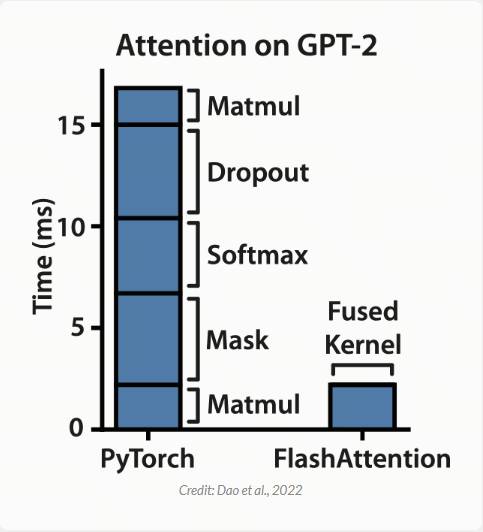 Attention on GPT-2
Time (ms)
15
10
5
0
Matmul
Dropout
Softmax
Mask
Matmul
Fused
Kernel
PyTorch
FlashAttention
Credit: Dao et al., 2022